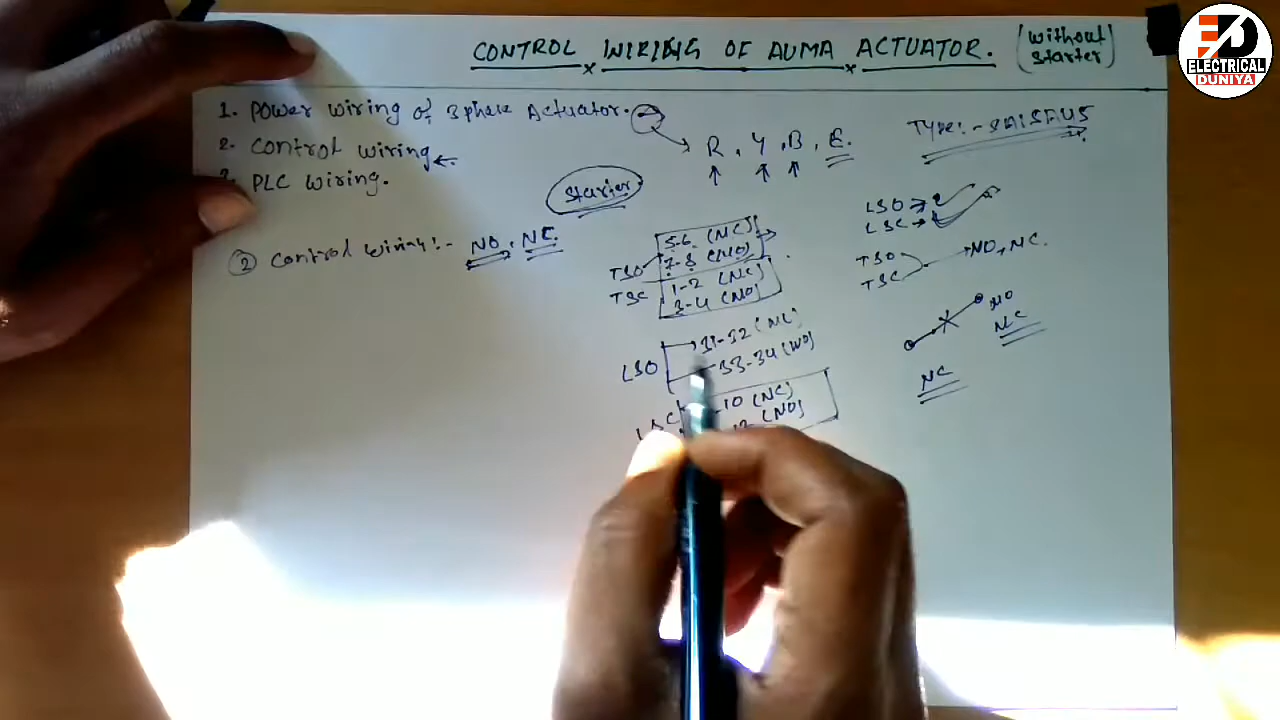 CONTROL WIRING OF AUMA ACTUATOR. (without starter)
ELECTRICAL DUNIYA
1. Power wiring of 3 phase Actuator.
R, Y, B, E.
2. Control wiring
PLC wiring.
Starter
② Control wiring:- NO, NC.
TYPE:-
TSO 5-6 (NC)
7-8 (NO)
TSC 1-2 (NC)
3-4 (NO)
LSO 31-32 (NC)
33-34 (NO)
10 (NC)
(NO)
LSO
LSC
TSO
TSC
NO, NC.
NO
NC
NC